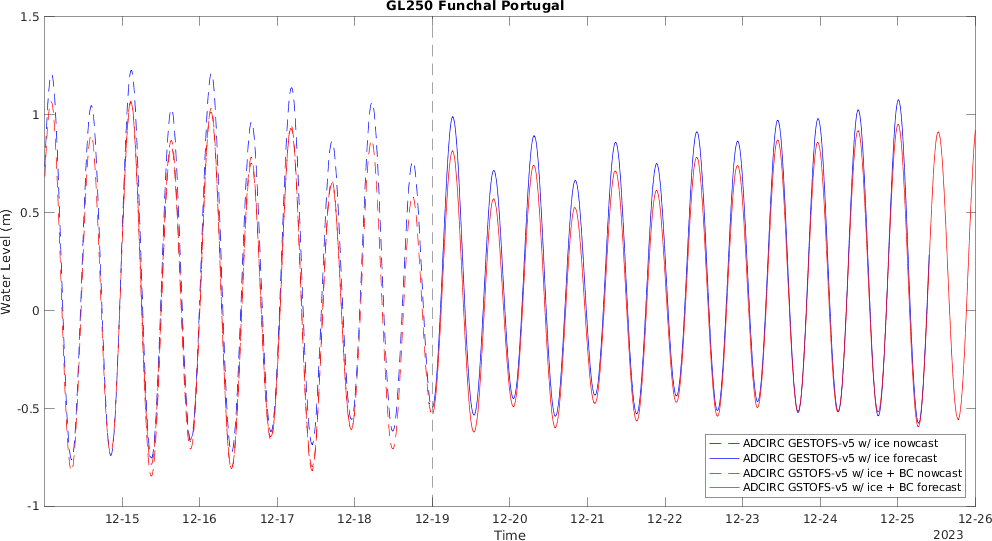 GL250 Funchal Portugal
1.5
1
0.5
0
-0.5
-1
Water Level (m)
12-15
12-16
12-17
12-18
12-19
12-20
12-21
12-22
12-23
12-24
12-25
12-26
Time
2023
ADCIRC GESTOFS-v5 w/ ice nowcast
ADCIRC GESTOFS-v5 w/ ice forecast
ADCIRC GSTOFS-v5 w/ ice + BC nowcast
ADCIRC GSTOFS-v5 w/ ice + BC forecast